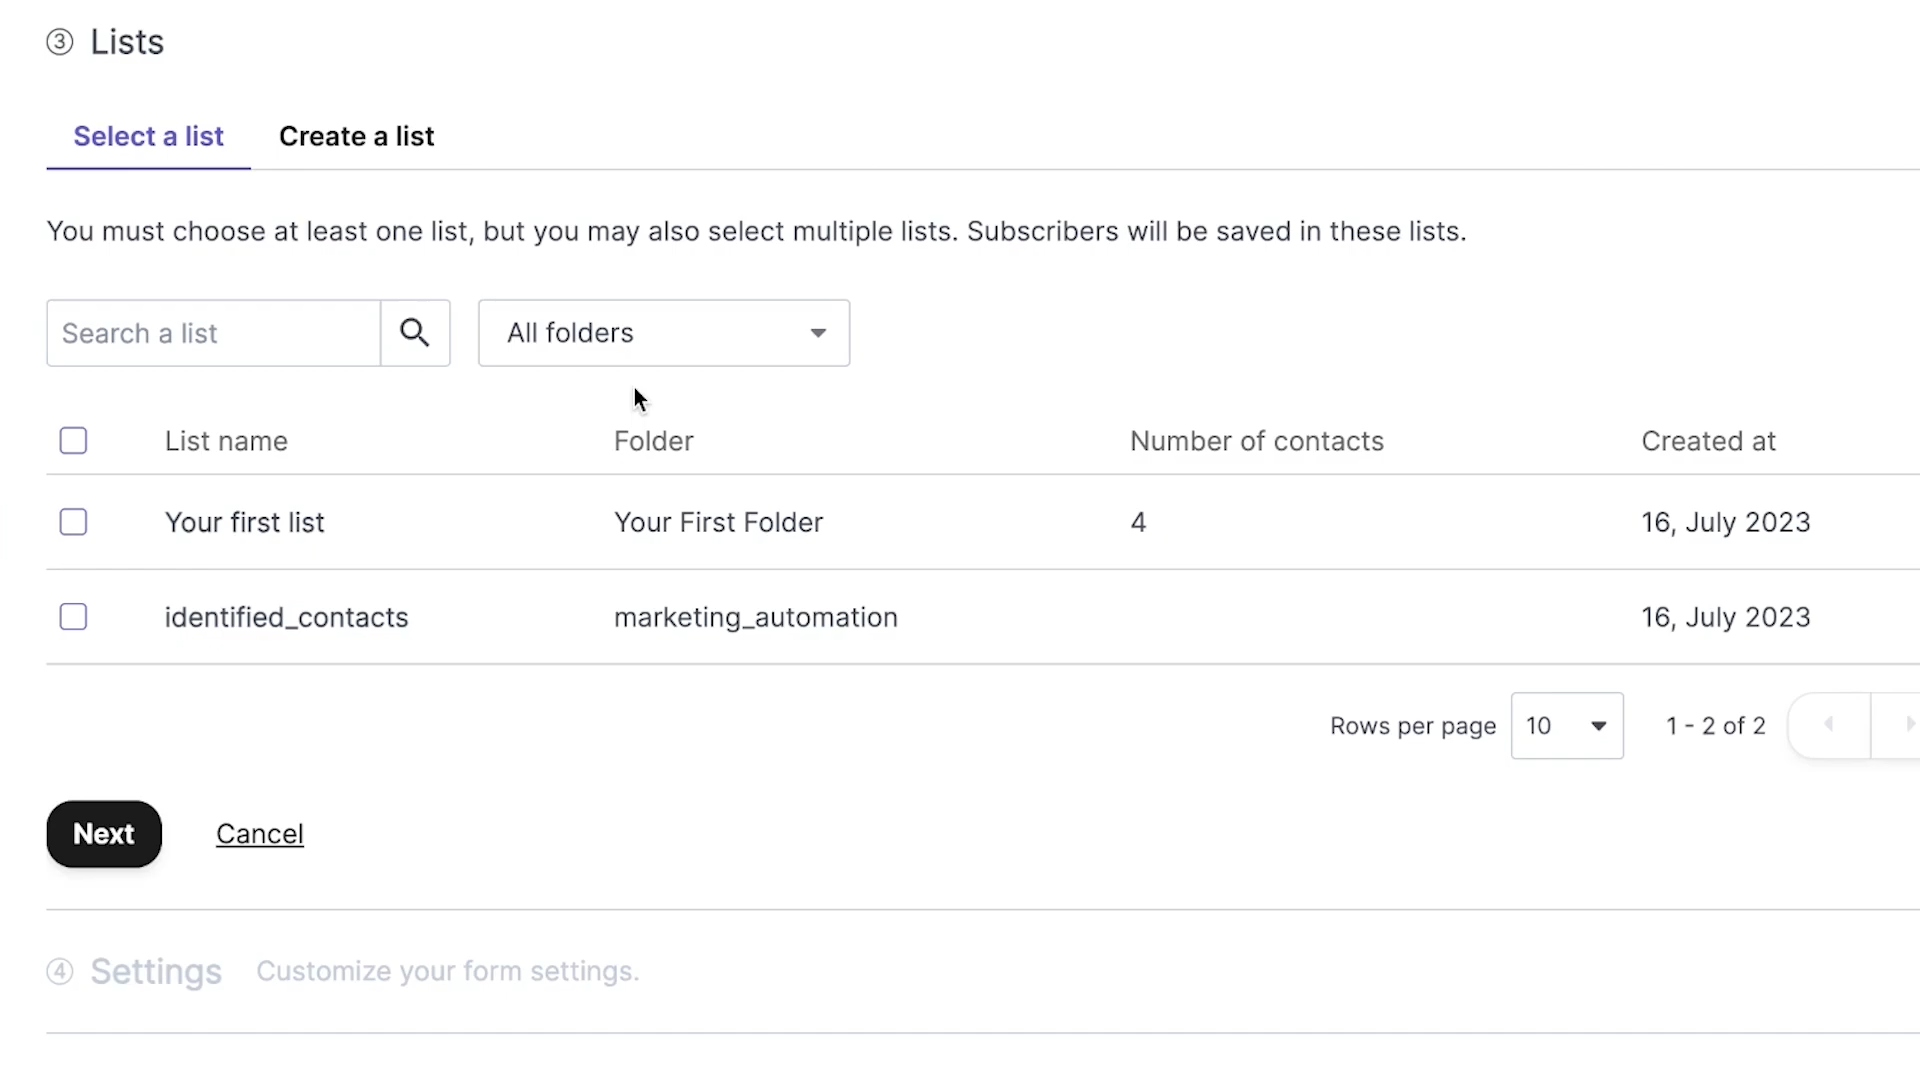 ③ Lists
Select a list Create a list
You must choose at least one list, but you may also select multiple lists. Subscribers will be saved in these lists.
Search a list All folders
List name Folder Number of contacts Created at
Your first list Your First Folder 4 16, July 2023
identified_contacts marketing_automation 16, July 2023
Rows per page 10 1 - 2 of 2
Next Cancel
④ Settings Customize your form settings.